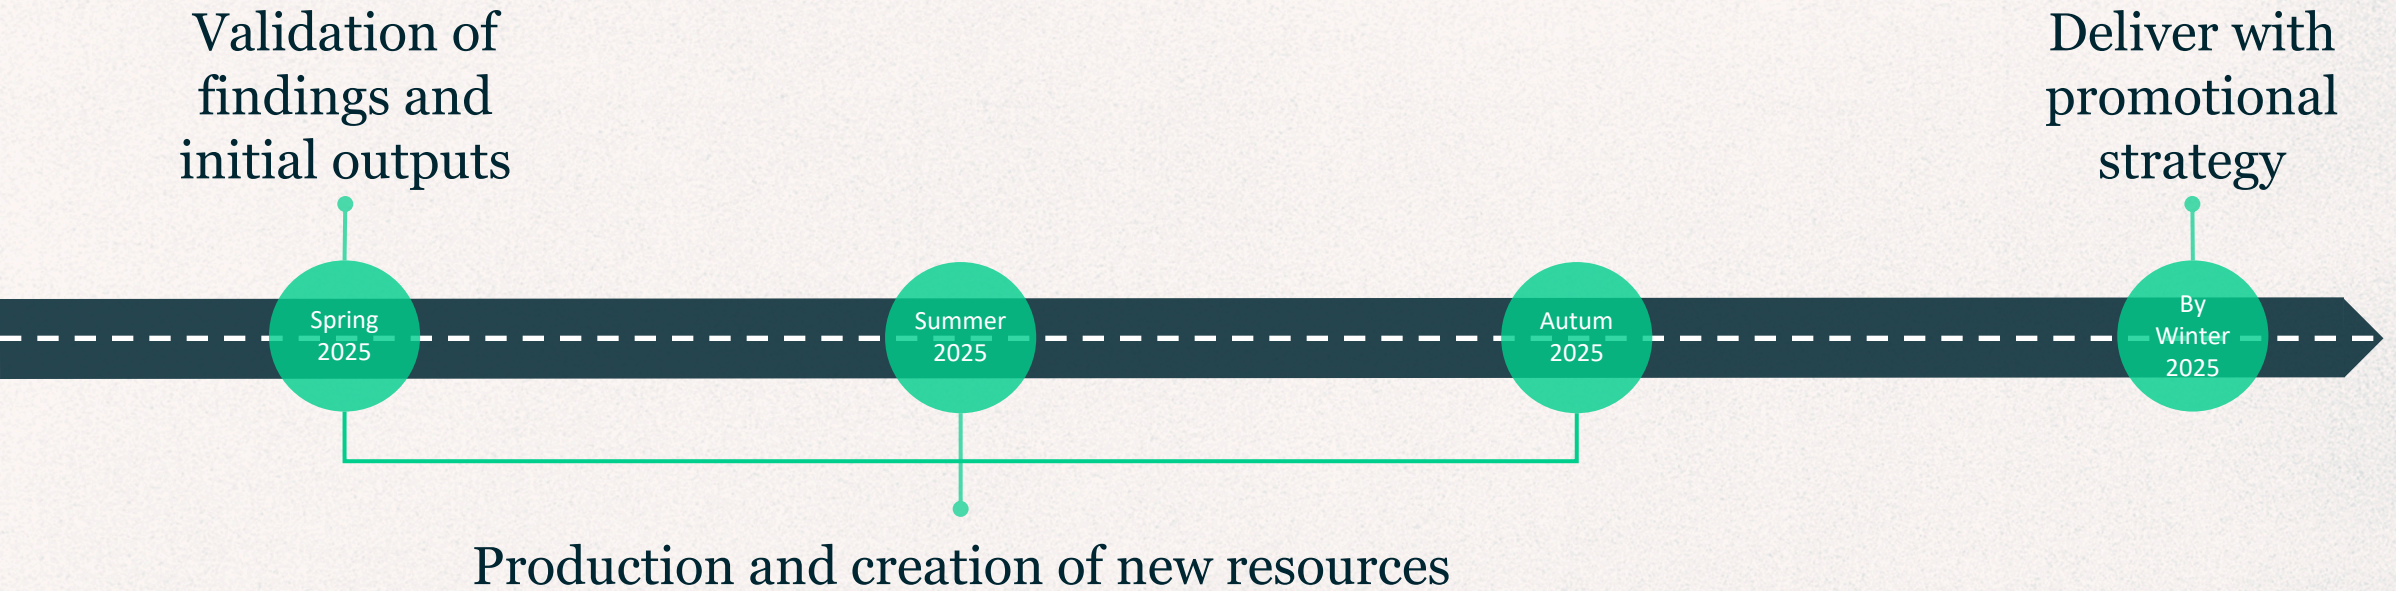 Validation of
findings and
initial outputs
Deliver with
promotional
strategy
Spring
2025
Summer
2025
Autum
2025
By
Winter
2025
Production and creation of new resources